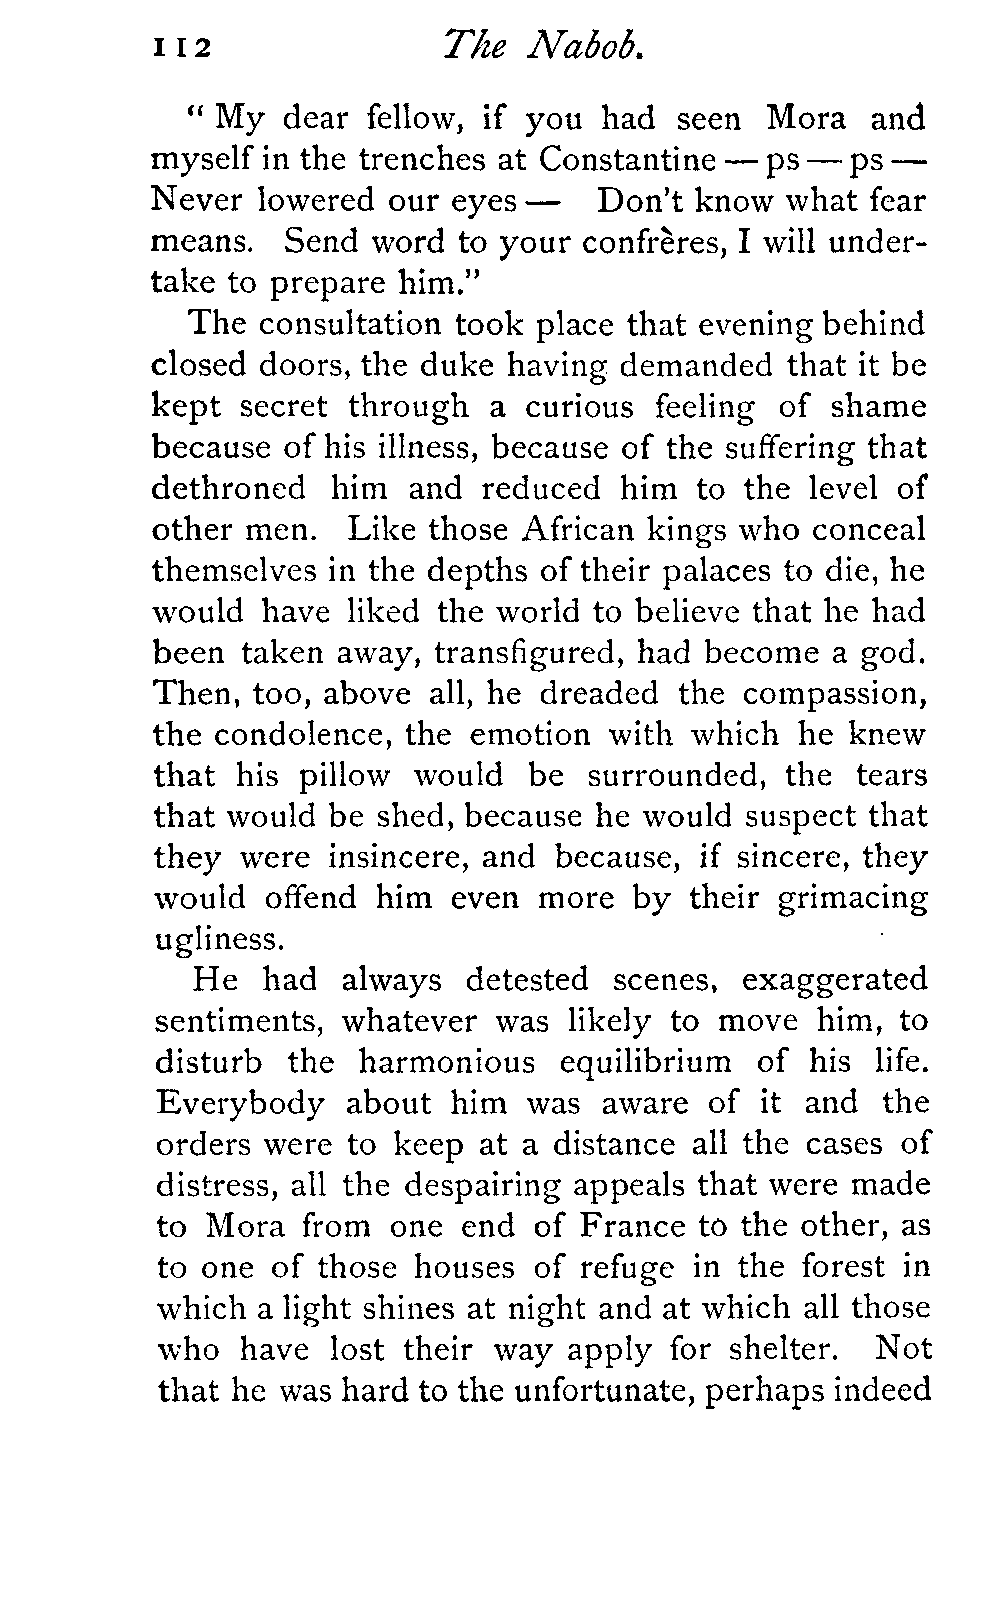 112 The Nabob.
" My dear fellow, if you had seen Mora and
myself in the trenches at Constantine — ps — ps —
Never lowered our eyes — Don't know what fear
means. Send word to your confrères, I will under-
take to prepare him."
The consultation took place that evening behind
closed doors, the duke having demanded that it be
kept secret through a curious feeling of shame
because of his illness, because of the suffering that
dethroned him and reduced him to the level of
other men. Like those African kings who conceal
themselves in the depths of their palaces to die, he
would have liked the world to believe that he had
been taken away, transfigured, had become a god.
Then, too, above all, he dreaded the compassion,
the condolence, the emotion with which he knew
that his pillow would be surrounded, the tears
that would be shed, because he would suspect that
they were insincere, and because, if sincere, they
would offend him even more by their grimacing
ugliness.
He had always detested scenes, exaggerated
sentiments, whatever was likely to move him, to
disturb the harmonious equilibrium of his life.
Everybody about him was aware of it and the
orders were to keep at a distance all the cases of
distress, all the despairing appeals that were made
to Mora from one end of France to the other, as
to one of those houses of refuge in the forest in
which a light shines at night and at which all those
who have lost their way apply for shelter. Not
that he was hard to the unfortunate, perhaps indeed